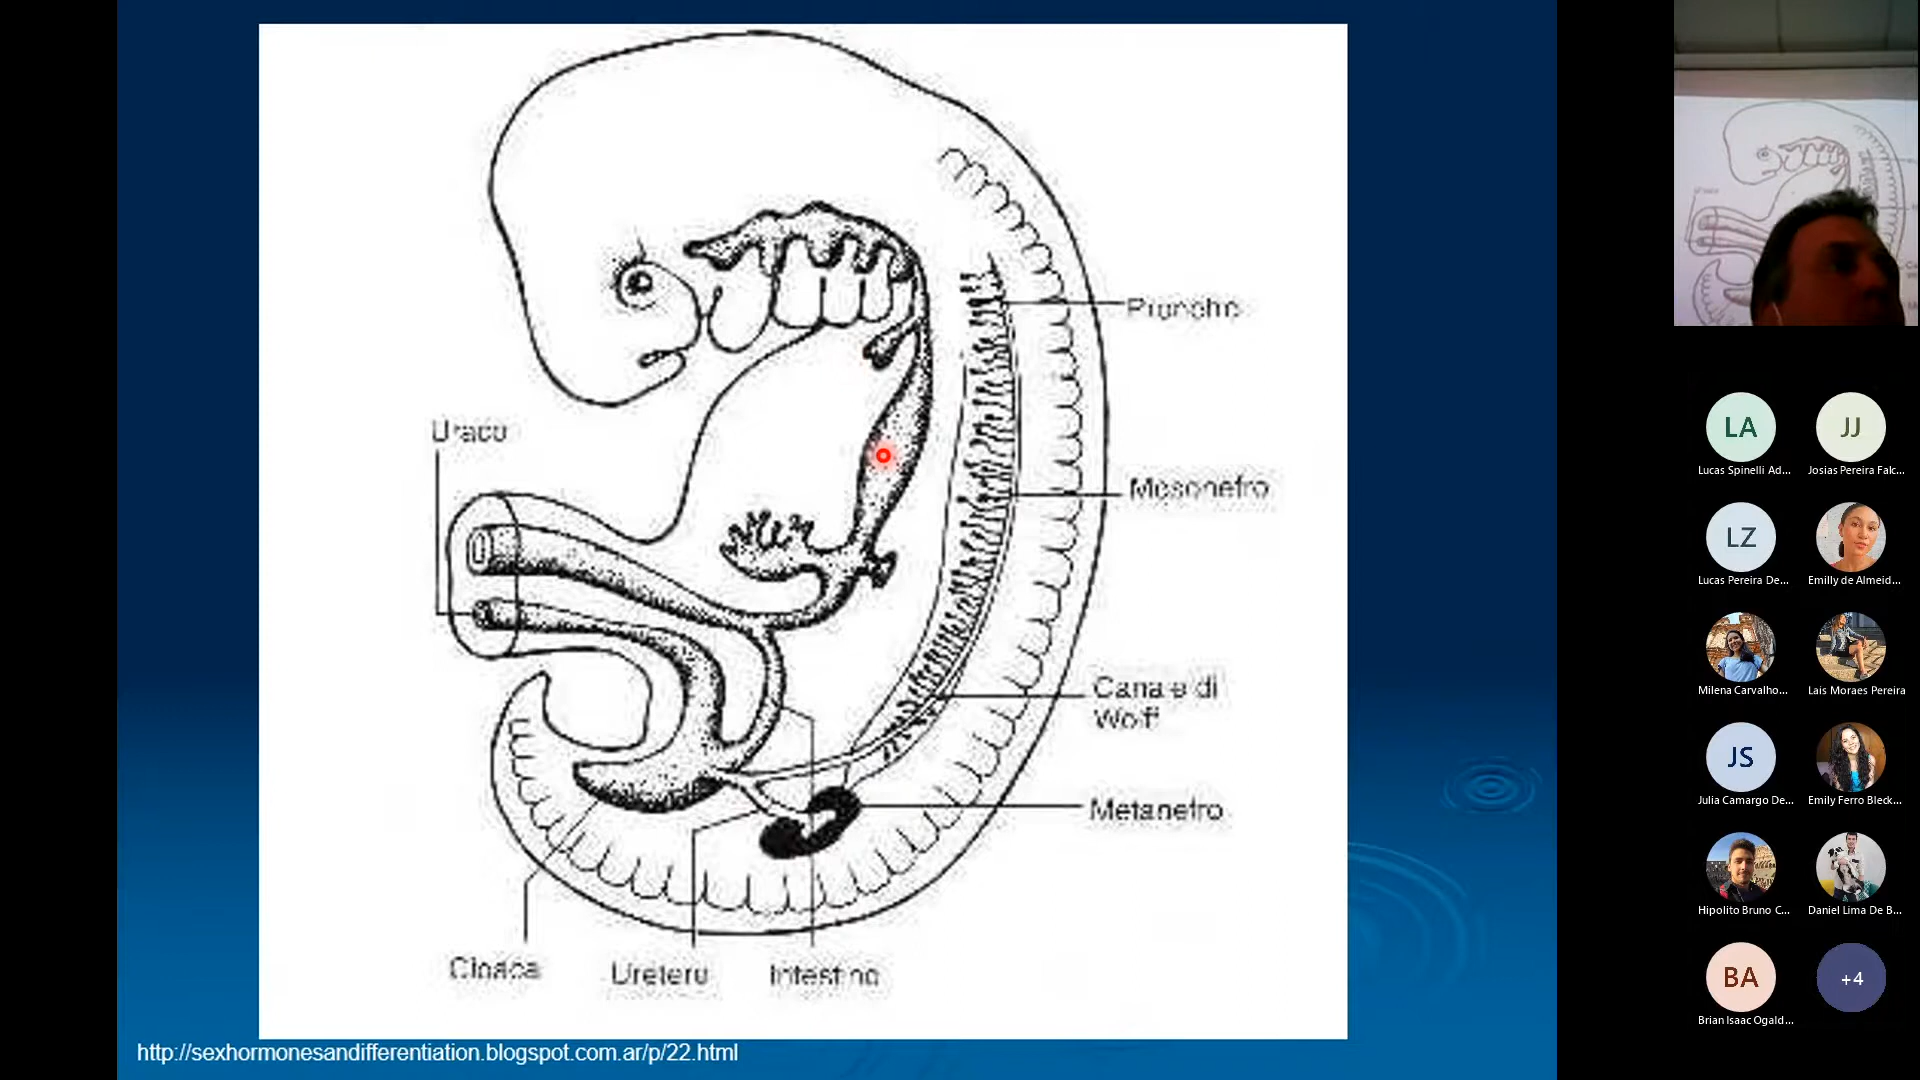 Pronefro
Uraco
Mesonefro
Canale di
Wolff
Metanefro
Cloaca
Uretere
Intestino
http://sexhormonesanddifferentiation.blogspot.com.ar/p/22.html
LA
JJ
Lucas Spinelli Ad...
Josias Pereira Falc...
LZ
Lucas Pereira De...
Emilly de Almeid...
Milena Carvalho...
Lais Moraes Pereira
JS
Julia Camargo De...
Emily Ferro Bleck...
Hipolito Bruno C...
Daniel Lima De B...
BA
+4
Brian Isaac Ogald...